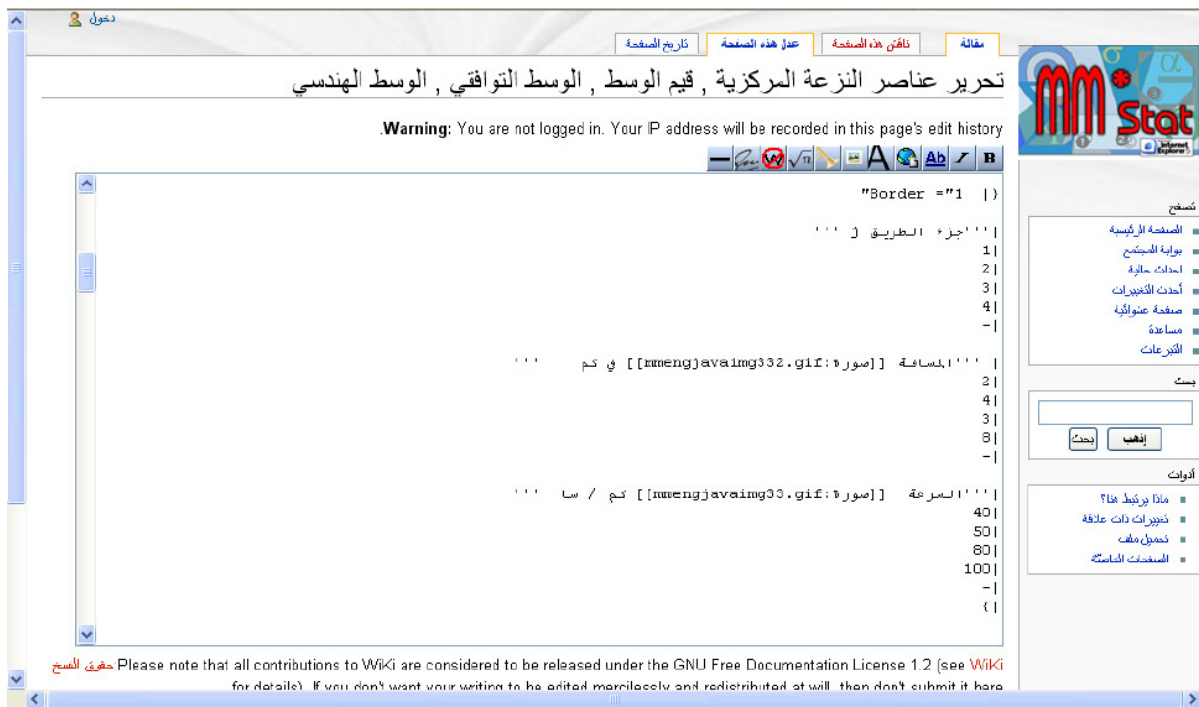 دخول
مقالة
ناقش هذه الصفحة
عدل هذه الصفحة
تاريخ الصفحة
تحرير عناصر النزعة المركزية , قيم الوسط , الوسط التوافقي , الوسط الهندسي
Warning: You are not logged in. Your IP address will be recorded in this page's edit history.
{| Border ="1"
|'''جزء الطريق ل '''
|1
|2
|3
|4
|-
| '''المسافة [[صورة:mmengjavaimg332.gif]] في كم '''
|2
|4
|3
|8
|-
|'''السرعة [[صورة:mmengjavaimg33.gif]] كم / سا '''
|40
|50
|80
|100
|-
|}
Please note that all contributions to WiKi are considered to be released under the GNU Free Documentation License 1.2 (see WiKi:حقوق النسخ
for details). If you don't want your writing to be edited mercilessly and redistributed at will, then don't submit it here
MM*Stat
Internet Explorer
تصفح
الصفحة الرئيسية
بوابة المجتمع
احداث حالية
أحدث التغييرات
صفحة عشوائية
مساعدة
التبرعات
بحث
إذهب
بحث
أدوات
ماذا يرتبط هنا؟
تغييرات ذات علاقة
تحميل ملف
الصفحات الخاصّة